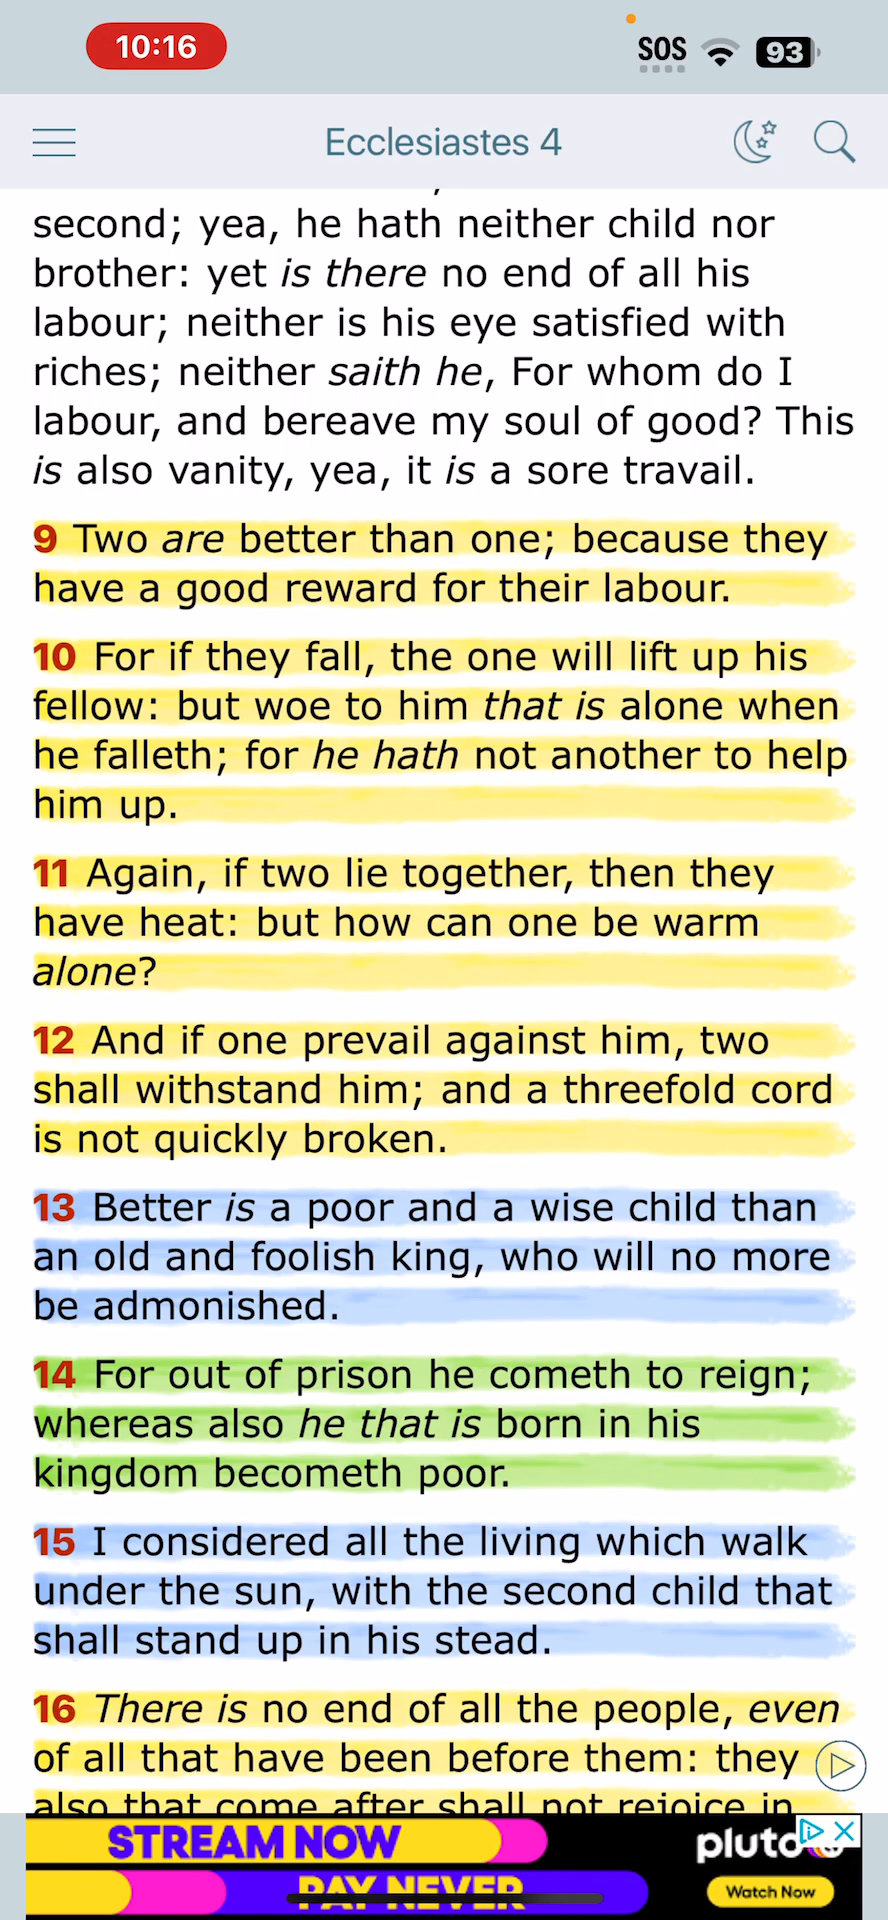 10:16
SOS
93
Ecclesiastes 4
second; yea, he hath neither child nor
brother: yet is there no end of all his
labour; neither is his eye satisfied with
riches; neither saith he, For whom do I
labour, and bereave my soul of good? This
is also vanity, yea, it is a sore travail.
9 Two are better than one; because they
have a good reward for their labour.
10 For if they fall, the one will lift up his
fellow: but woe to him that is alone when
he falleth; for he hath not another to help
him up.
11 Again, if two lie together, then they
have heat: but how can one be warm
alone?
12 And if one prevail against him, two
shall withstand him; and a threefold cord
is not quickly broken.
13 Better is a poor and a wise child than
an old and foolish king, who will no more
be admonished.
14 For out of prison he cometh to reign;
whereas also he that is born in his
kingdom becometh poor.
15 I considered all the living which walk
under the sun, with the second child that
shall stand up in his stead.
16 There is no end of all the people, even
of all that have been before them: they
also that come after shall not rejoice in
STREAM NOW
pluto
PAY NEVER
Watch Now